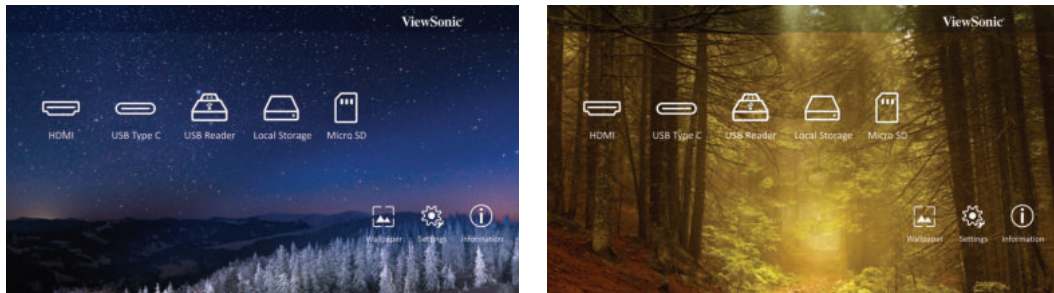 ViewSonic
HDMI USB Type C USB Reader Local Storage Micro SD
Wallpaper Settings Information
ViewSonic
HDMI USB Type C USB Reader Local Storage Micro SD
Wallpaper Settings Information